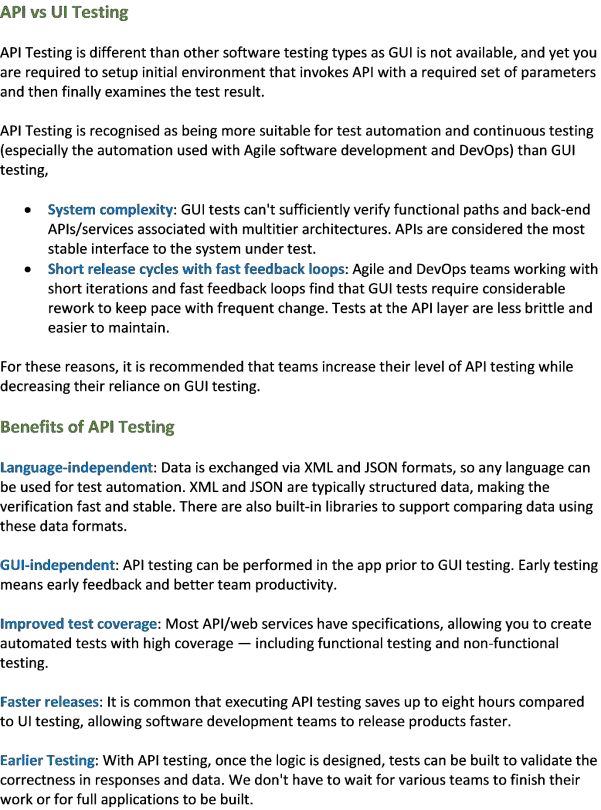 API vs UI Testing
API Testing is different than other software testing types as GUI is not available, and yet you
are required to setup initial environment that invokes API with a required set of parameters
and then finally examines the test result.
API Testing is recognised as being more suitable for test automation and continuous testing
(especially the automation used with Agile software development and DevOps) than GUI
testing,
• System complexity: GUI tests can't sufficiently verify functional paths and back-end
APIs/services associated with multitier architectures. APIs are considered the most
stable interface to the system under test.
• Short release cycles with fast feedback loops: Agile and DevOps teams working with
short iterations and fast feedback loops find that GUI tests require considerable
rework to keep pace with frequent change. Tests at the API layer are less brittle and
easier to maintain.
For these reasons, it is recommended that teams increase their level of API testing while
decreasing their reliance on GUI testing.
Benefits of API Testing
Language-independent: Data is exchanged via XML and JSON formats, so any language can
be used for test automation. XML and JSON are typically structured data, making the
verification fast and stable. There are also built-in libraries to support comparing data using
these data formats.
GUI-independent: API testing can be performed in the app prior to GUI testing. Early testing
means early feedback and better team productivity.
Improved test coverage: Most API/web services have specifications, allowing you to create
automated tests with high coverage — including functional testing and non-functional
testing.
Faster releases: It is common that executing API testing saves up to eight hours compared
to UI testing, allowing software development teams to release products faster.
Earlier Testing: With API testing, once the logic is designed, tests can be built to validate the
correctness in responses and data. We don't have to wait for various teams to finish their
work or for full applications to be built.